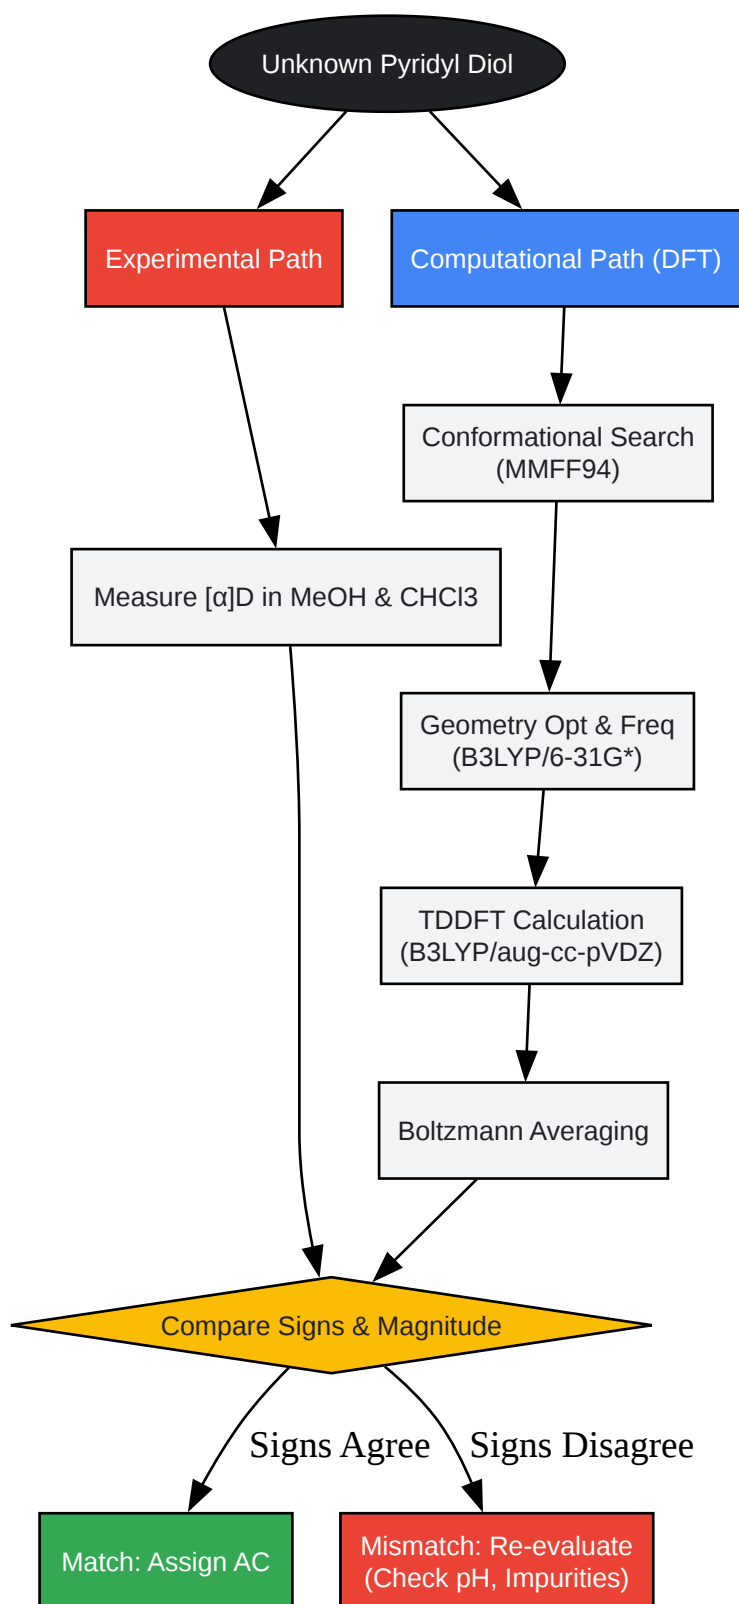 Unknown Pyridyl Diol
Experimental Path
Computational Path (DFT)
Conformational Search
(MMFF94)
Measure [α]D in MeOH & CHCl3
Geometry Opt & Freq
(B3LYP/6-31G*)
TDDFT Calculation
(B3LYP/aug-cc-pVDZ)
Boltzmann Averaging
Compare Signs & Magnitude
Signs Agree
Signs Disagree
Match: Assign AC
Mismatch: Re-evaluate
(Check pH, Impurities)